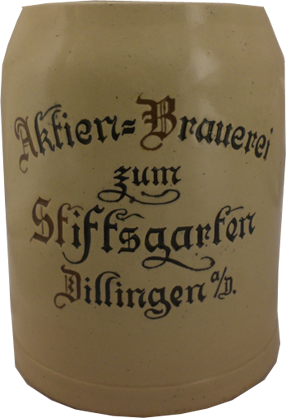 Aktien=Brauerei
zum
Stiftsgarten
Dillingen a/D.